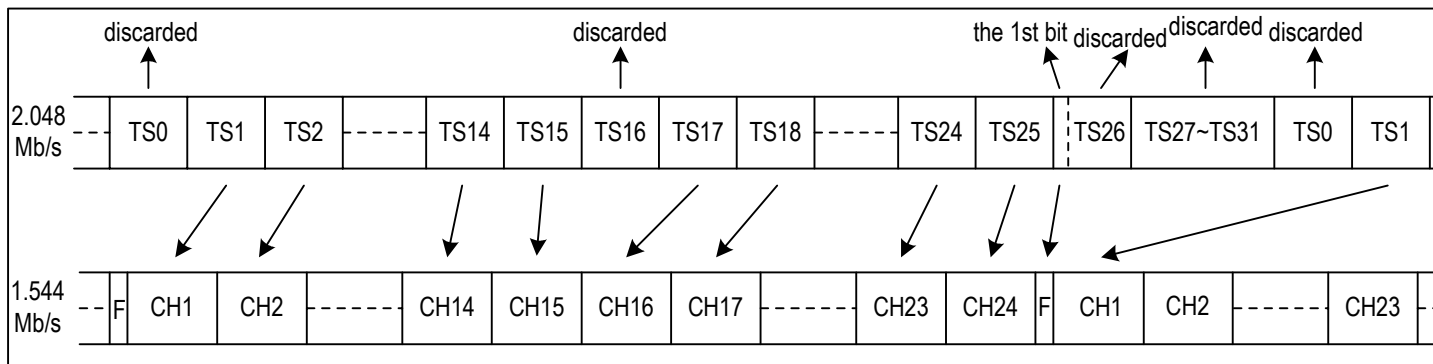 discarded discarded the 1st bit discarded discarded discarded
2.048 Mb/s TS0 TS1 TS2 TS14 TS15 TS16 TS17 TS18 TS24 TS25 TS26 TS27~TS31 TS0 TS1
1.544 Mb/s F CH1 CH2 CH14 CH15 CH16 CH17 CH23 CH24 F CH1 CH2 CH23